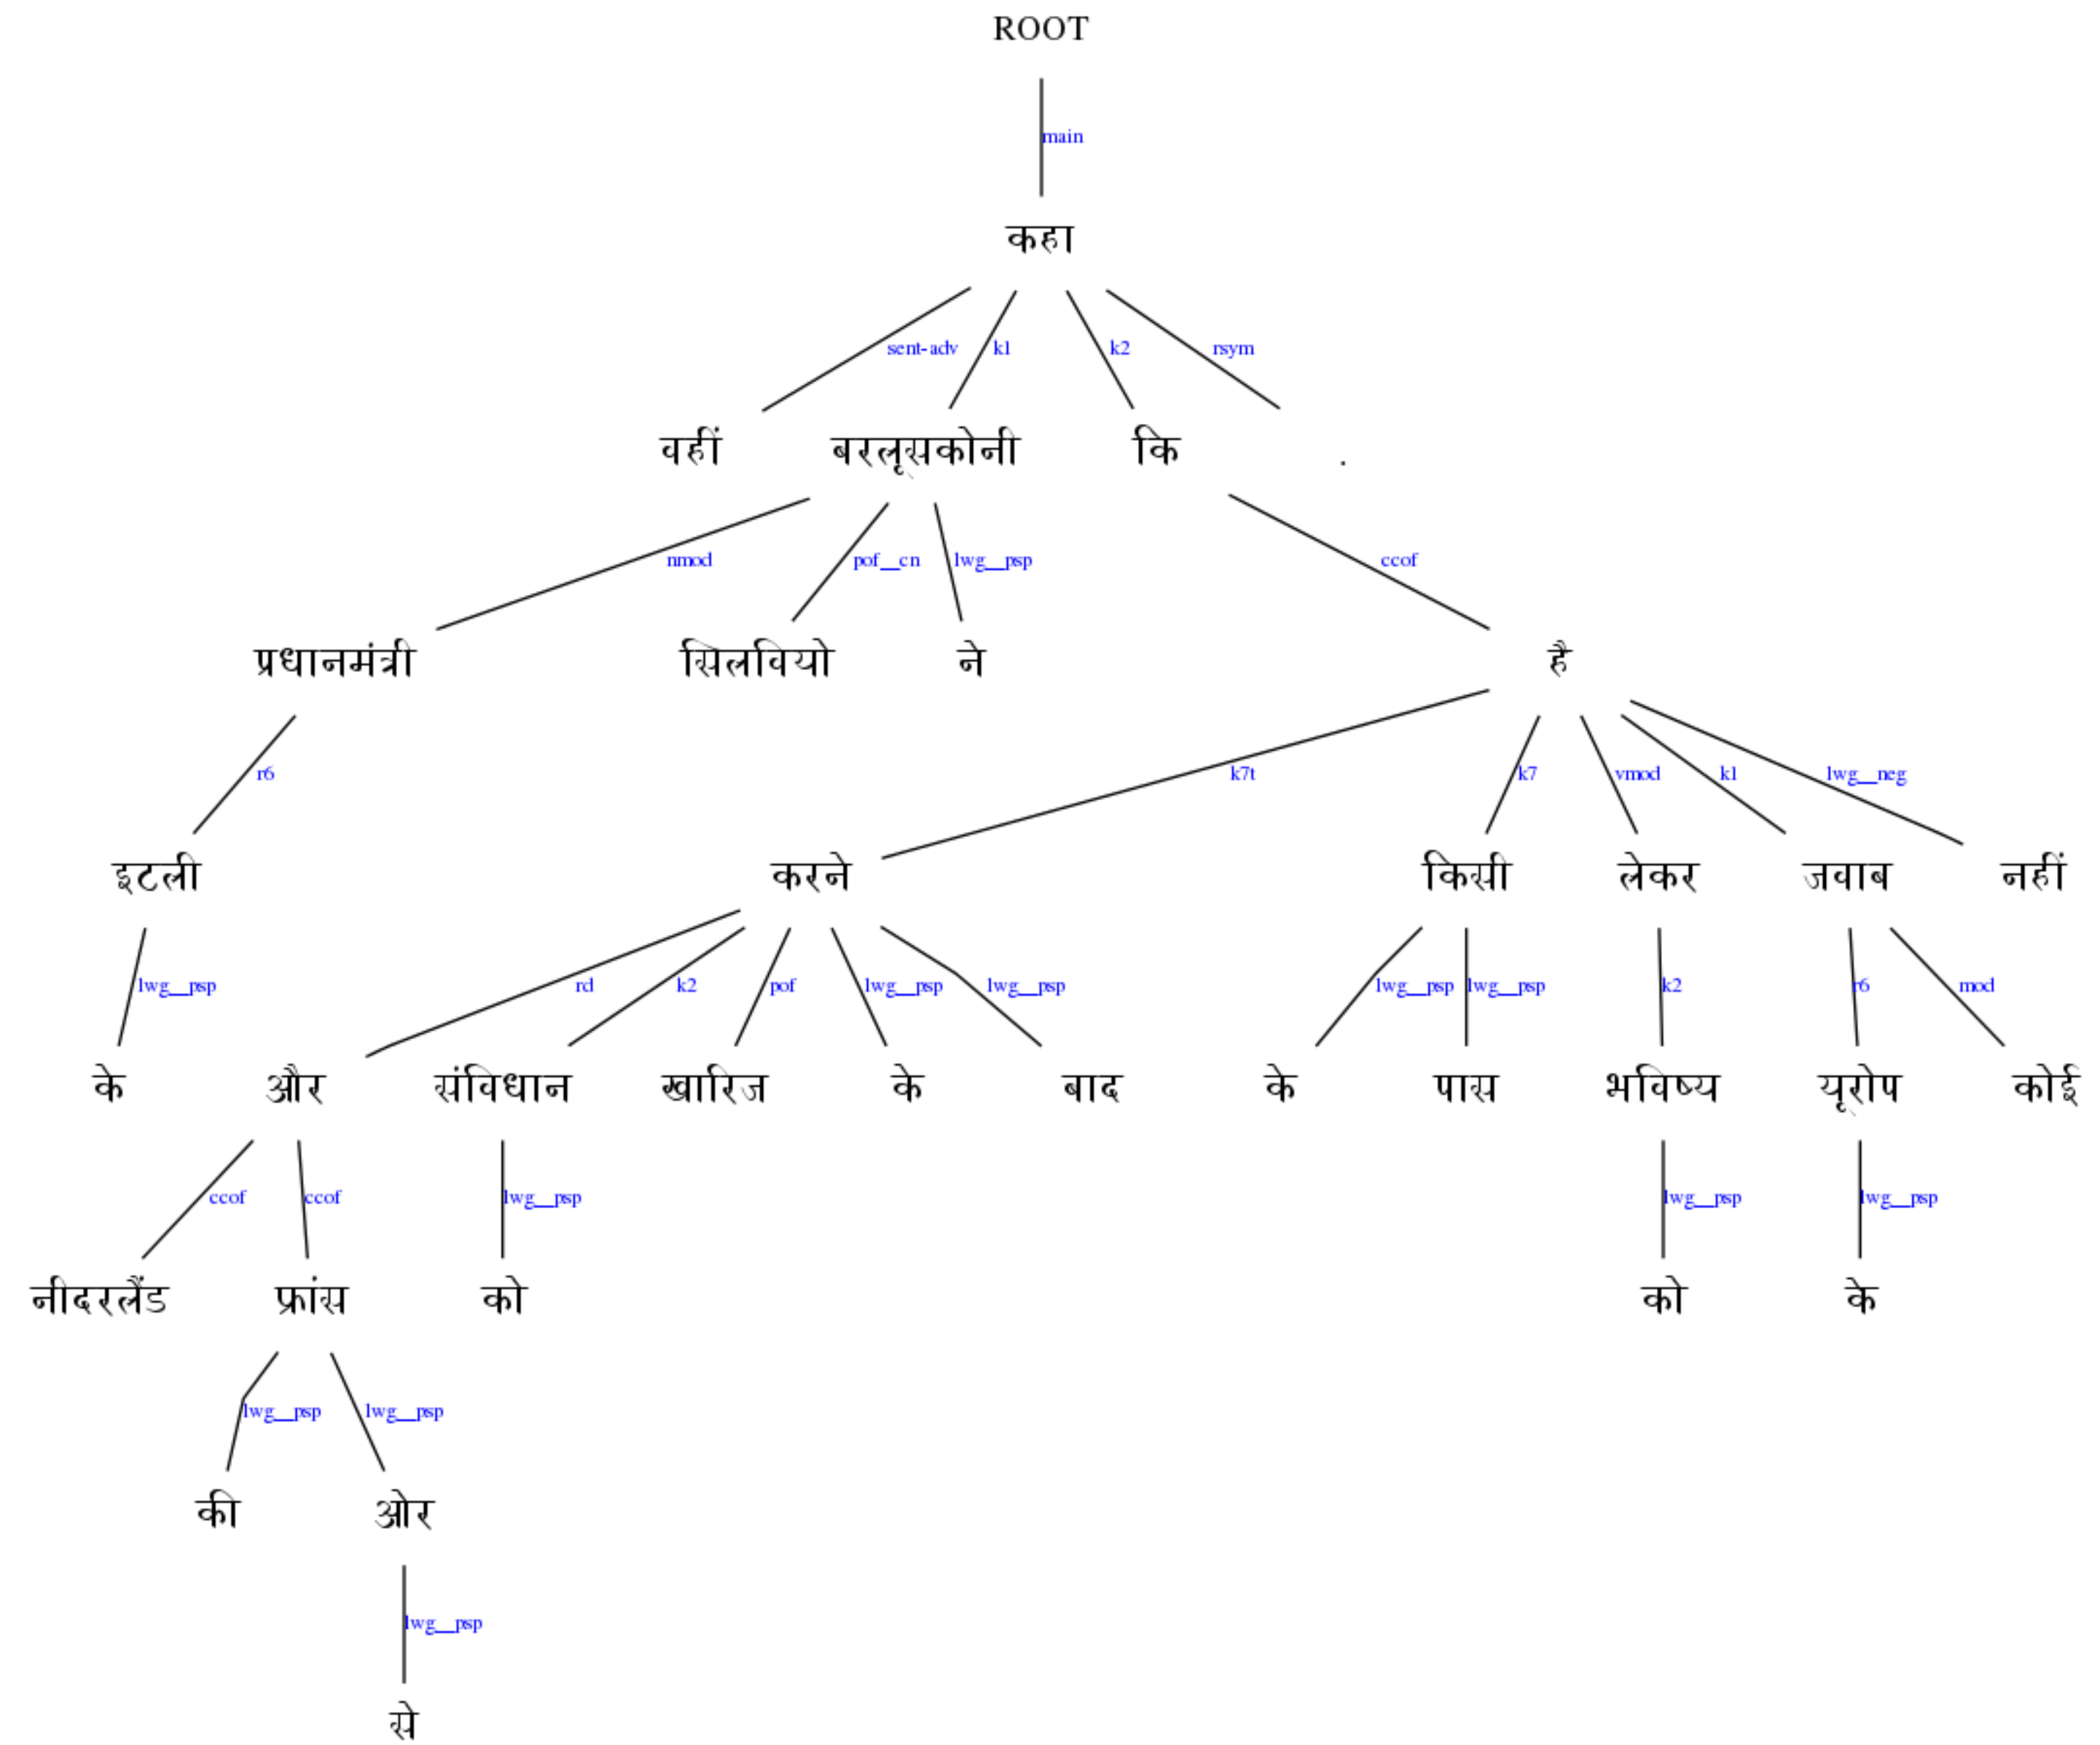 ROOT
main
कहा
sent-adv k1 k2 rsym
वहीं बरलूसकोनी कि .
nmod pof__cn lwg__psp ccof
प्रधानमंत्री सिलवियो ने है
r6 k7t k7 vmod k1 lwg__neg
इटली करने किसी लेकर जवाब नहीं
lwg__psp rd k2 pof lwg__psp lwg__psp lwg__psp lwg__psp k2 r6 mod
के और संविधान खारिज के बाद के पास भविष्य यूरोप कोई
ccof ccof lwg__psp lwg__psp lwg__psp
नीदरलैंड फ्रांस को को के
lwg__psp lwg__psp
की ओर
lwg__psp
से